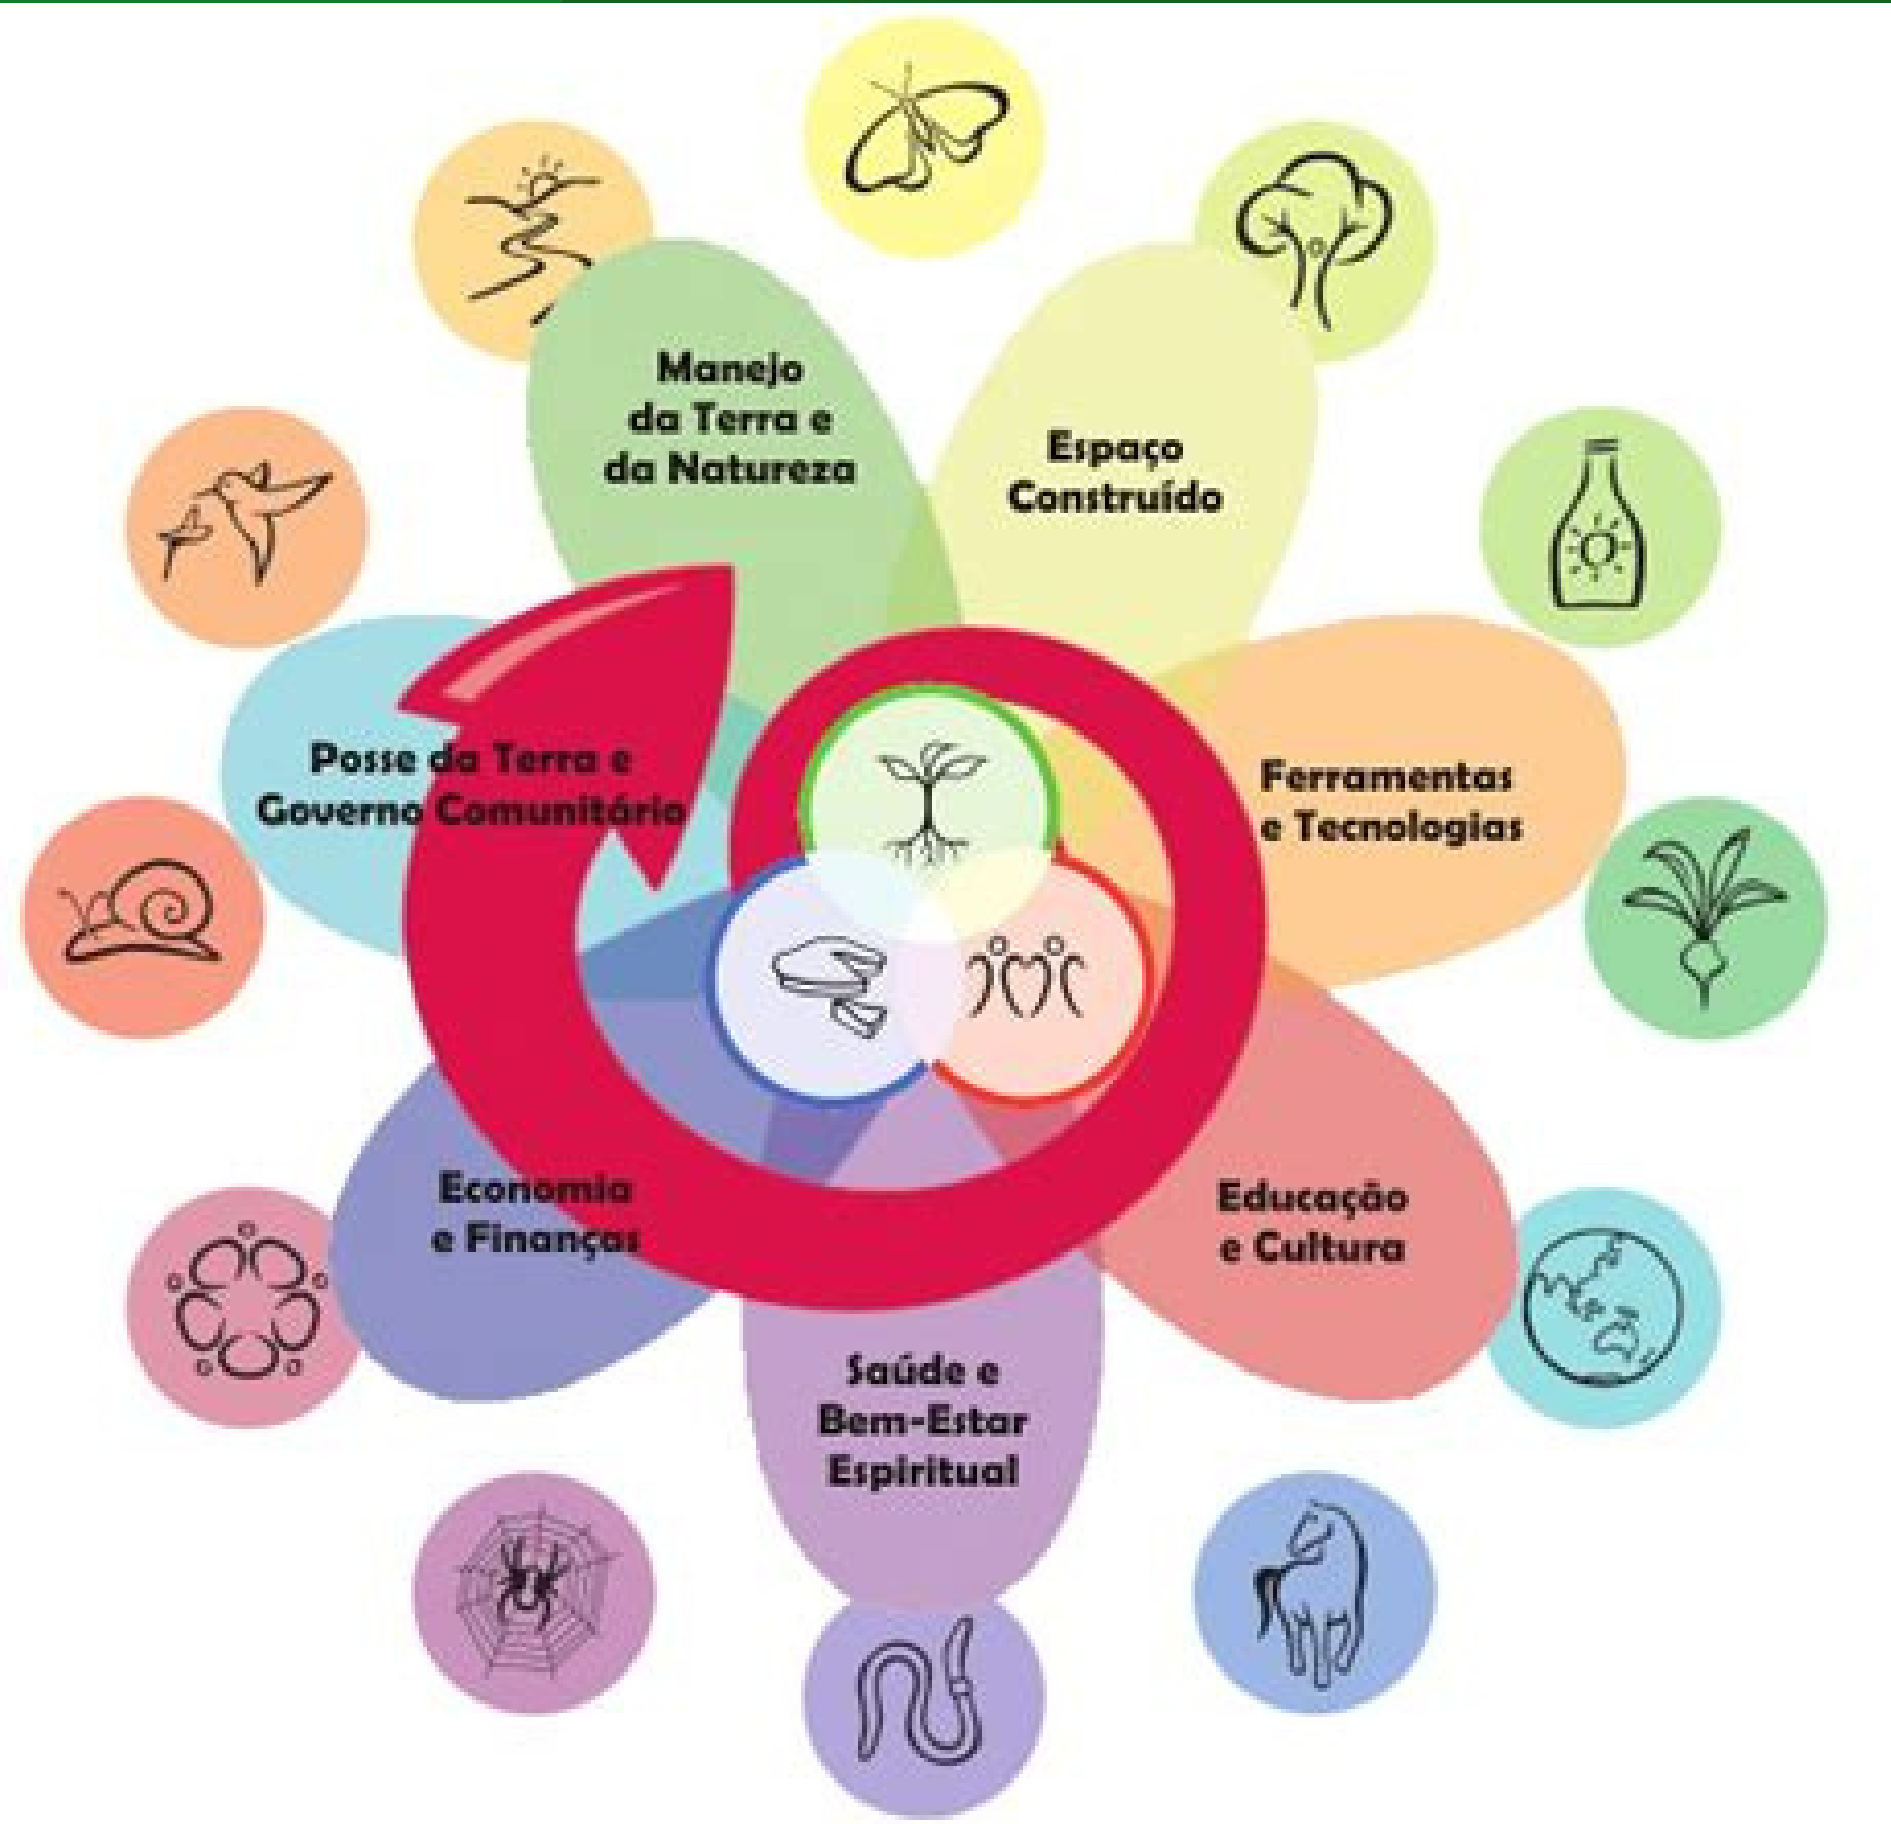 Manejo
da Terra e
da Natureza
Espaço
Construído
Ferramentas
e Tecnologias
Educação
e Cultura
Saúde e
Bem-Estar
Espiritual
Economia
e Finanças
Posse da Terra e
Governo Comunitário